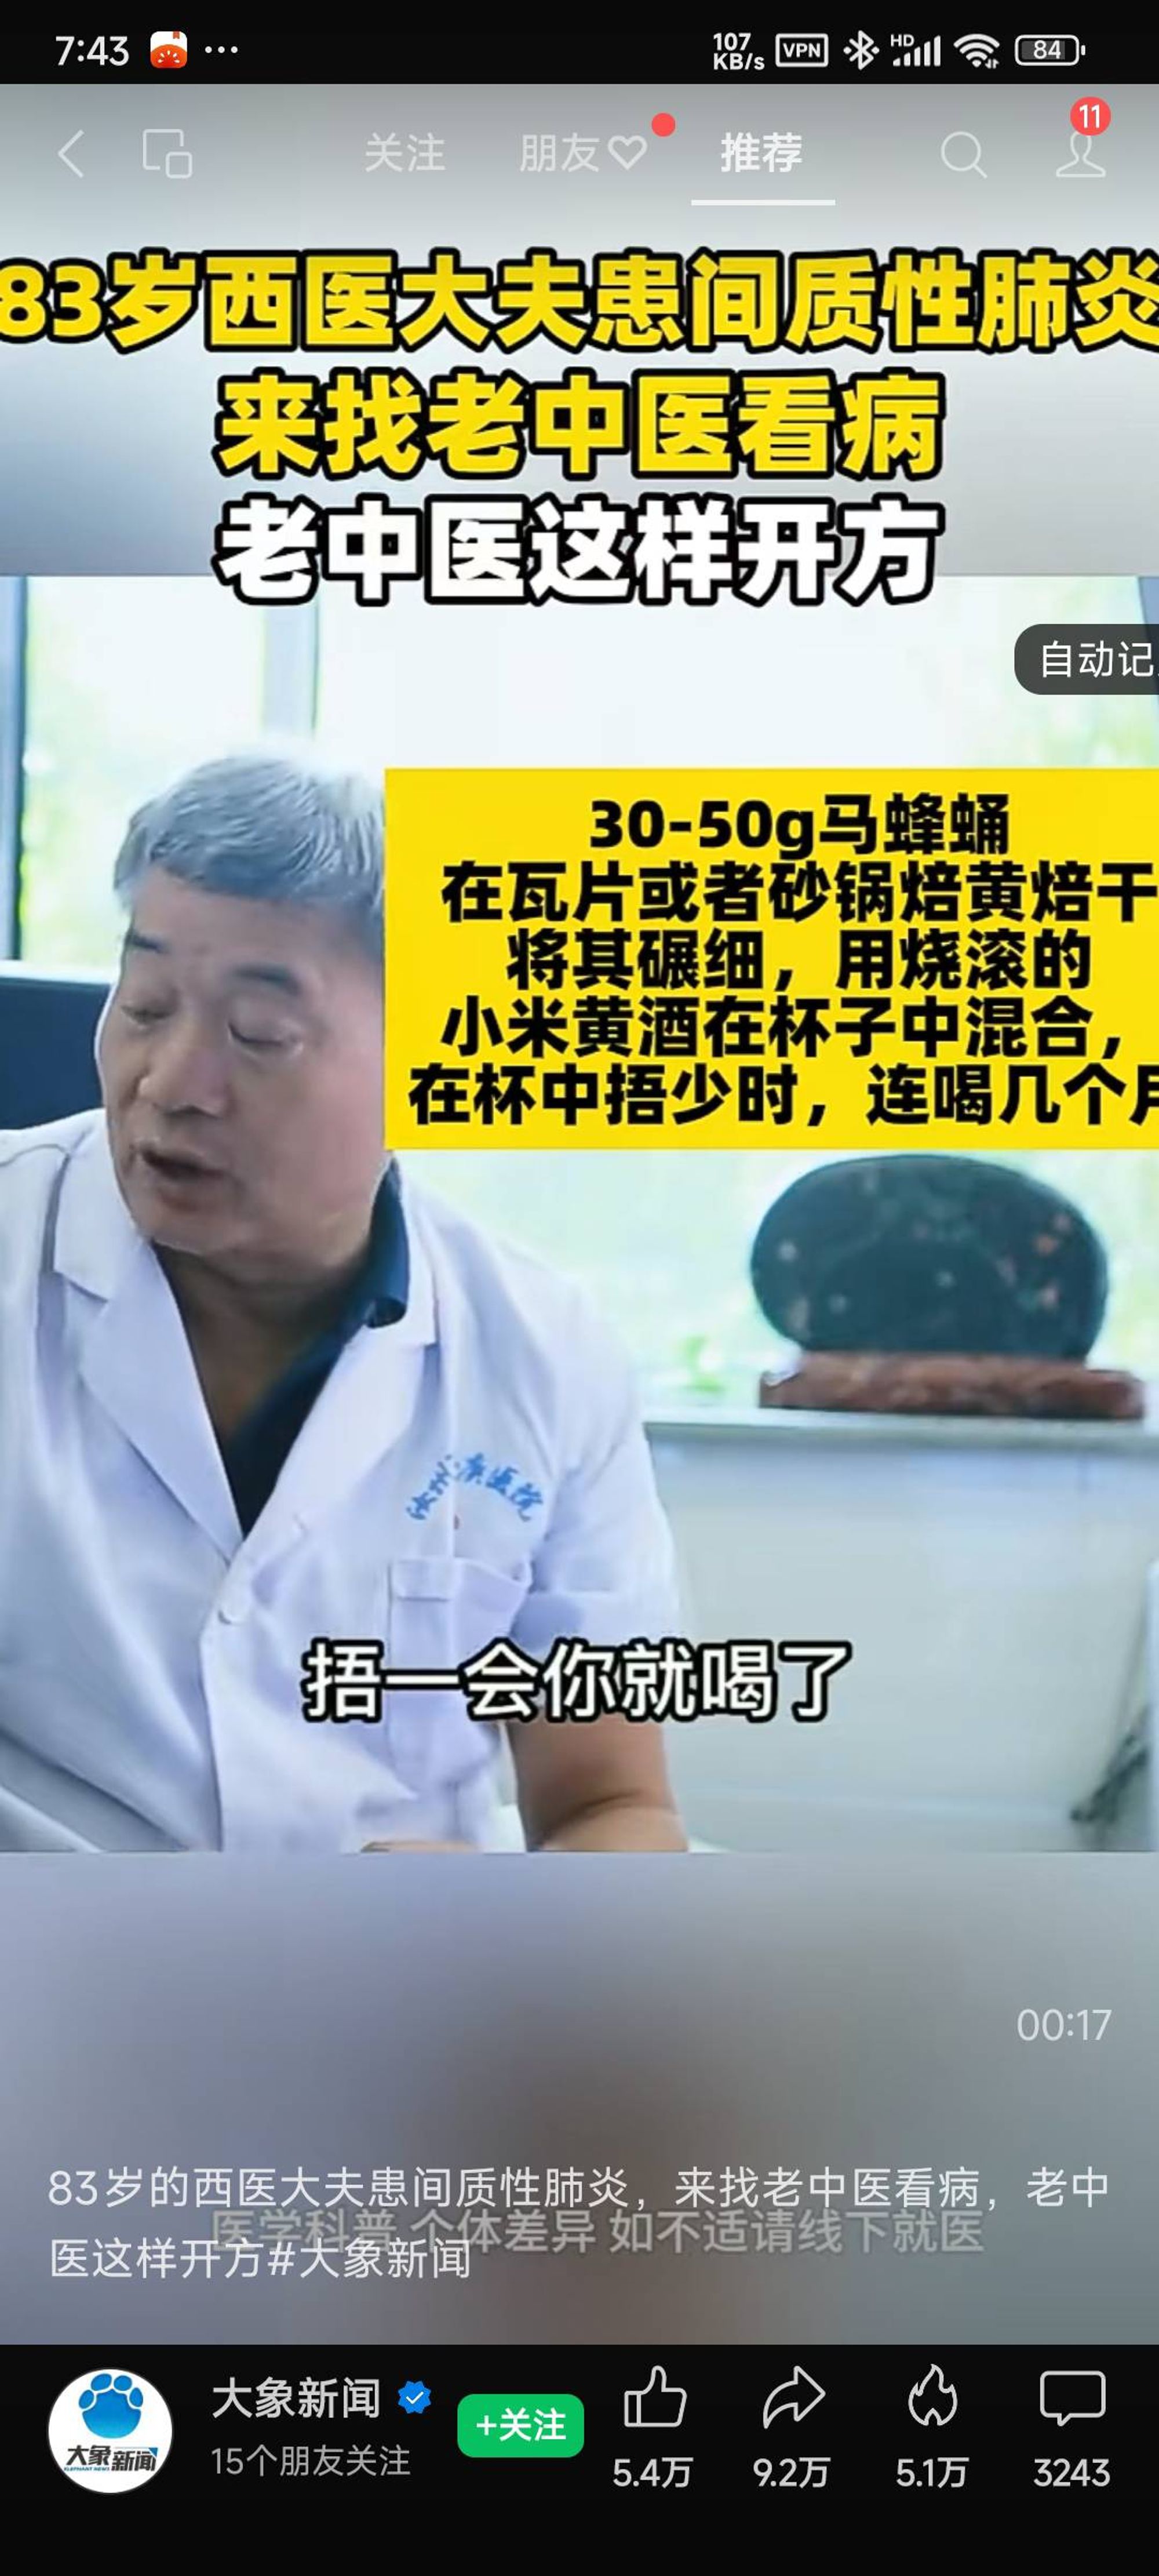 7:43
107 KB/s VPN HD 84
关注 朋友 推荐 11
83岁西医大夫患间质性肺炎
来找老中医看病
老中医这样开方
自动记
30-50g马蜂蛹
在瓦片或者砂锅焙黄焙干
将其碾细，用烧滚的
小米黄酒在杯子中混合，
在杯中捂少时，连喝几个月
捂一会你就喝了
00:17
83岁的西医大夫患间质性肺炎，来找老中
医学科普 个体差异 如不适请线下就医
医这样开方#大象新闻
大象新闻
大象新闻
ELEPHANT NEWS
+关注
15个朋友关注
5.4万 9.2万 5.1万 3243